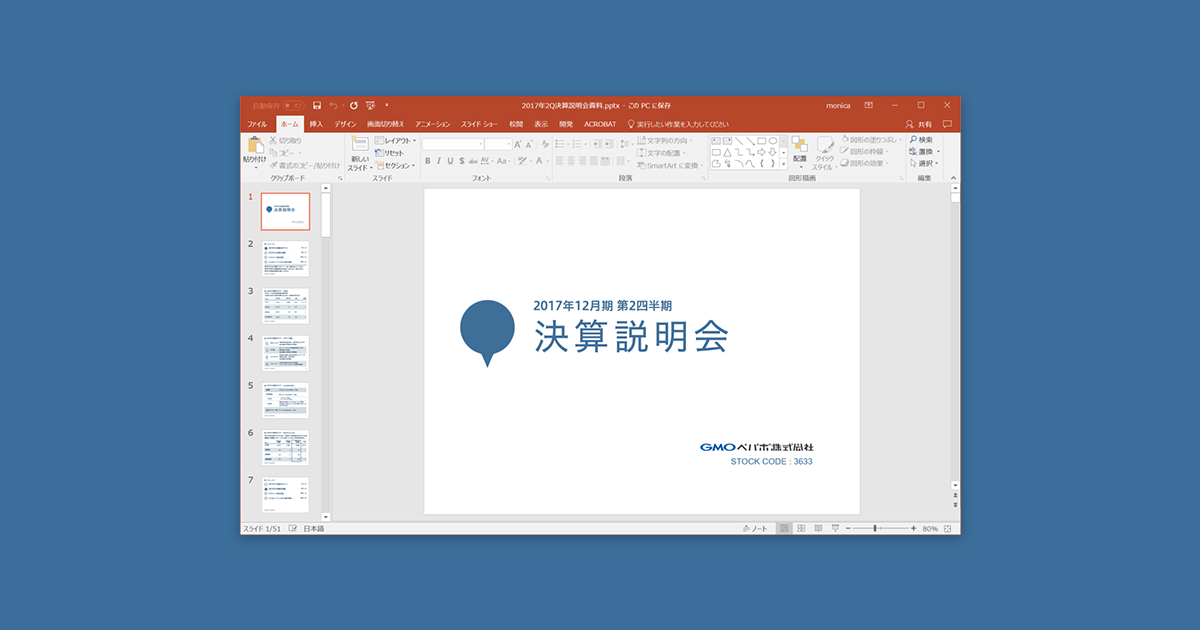 自動保存
2017年2Q決算説明会資料.pptx - この PC に保存
monica
ファイル ホーム 挿入 デザイン 画面切り替え アニメーション スライド ショー 校閲 表示 開発 ACROBAT 実行したい作業を入力してください
共有
貼り付け
切り取り
コピー
書式のコピー/貼り付け
クリップボード
新しい
スライド
レイアウト
リセット
セクション
スライド
B I U S abc AV Aa A
フォント
文字列の方向
文字の配置
SmartArt に変換
段落
配置
クイック
スタイル
図形の塗りつぶし
図形の枠線
図形の効果
図形描画
検索
置換
選択
編集
1
2
3
4
5
6
7
2017年12月期 第2四半期
決算説明会
GMOペパボ株式会社
STOCK CODE : 3633
スライド 1/51
日本語
ノート
80%